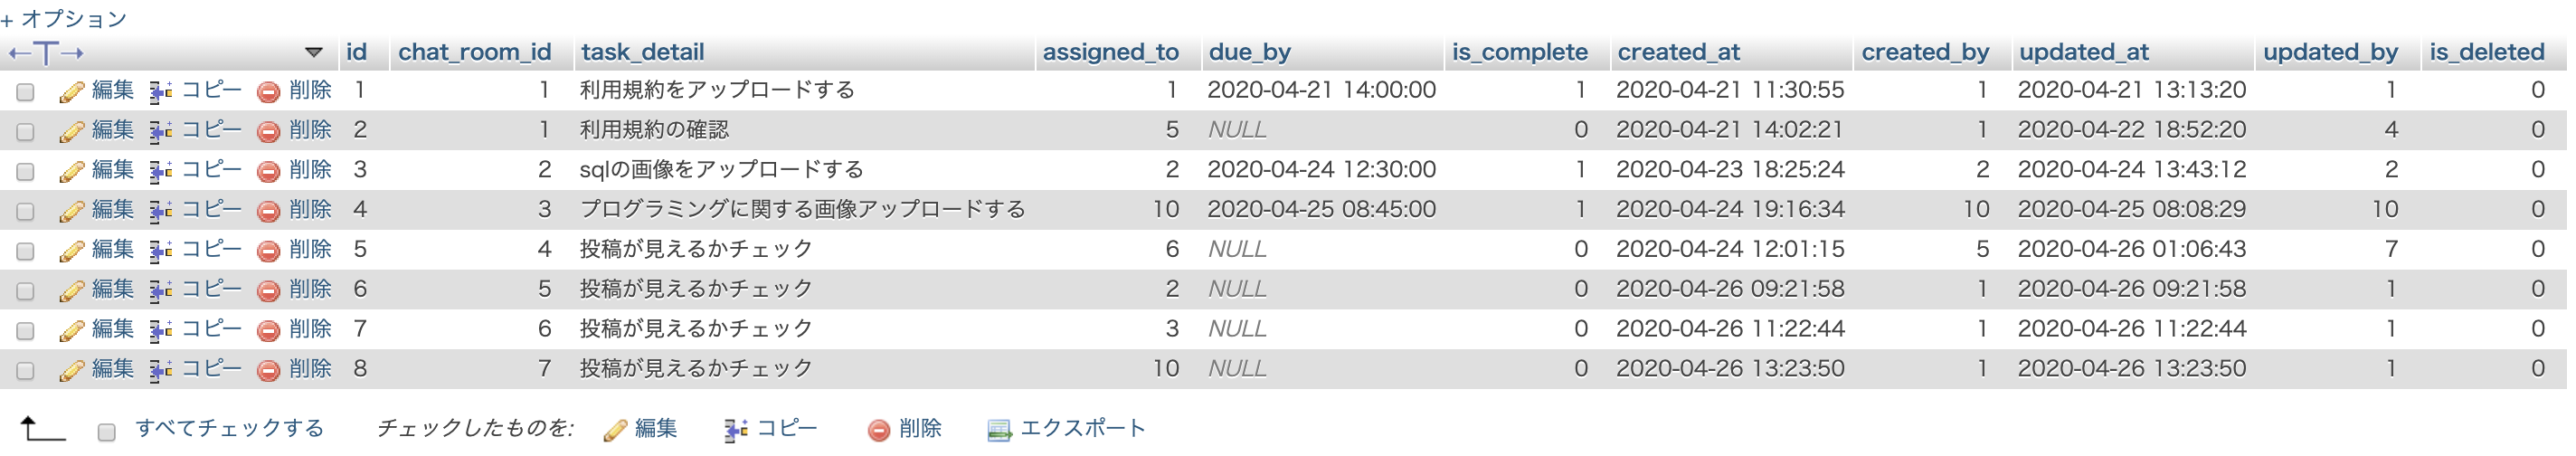 + オプション
←T→ ▼ id chat_room_id task_detail assigned_to due_by is_complete created_at created_by updated_at updated_by is_deleted
編集 コピー 削除 1 1 利用規約をアップロードする 1 2020-04-21 14:00:00 1 2020-04-21 11:30:55 1 2020-04-21 13:13:20 1 0
編集 コピー 削除 2 1 利用規約の確認 5 NULL 0 2020-04-21 14:02:21 1 2020-04-22 18:52:20 4 0
編集 コピー 削除 3 2 sqlの画像をアップロードする 2 2020-04-24 12:30:00 1 2020-04-23 18:25:24 2 2020-04-24 13:43:12 2 0
編集 コピー 削除 4 3 プログラミングに関する画像アップロードする 10 2020-04-25 08:45:00 1 2020-04-24 19:16:34 10 2020-04-25 08:08:29 10 0
編集 コピー 削除 5 4 投稿が見えるかチェック 6 NULL 0 2020-04-24 12:01:15 5 2020-04-26 01:06:43 7 0
編集 コピー 削除 6 5 投稿が見えるかチェック 2 NULL 0 2020-04-26 09:21:58 1 2020-04-26 09:21:58 1 0
編集 コピー 削除 7 6 投稿が見えるかチェック 3 NULL 0 2020-04-26 11:22:44 1 2020-04-26 11:22:44 1 0
編集 コピー 削除 8 7 投稿が見えるかチェック 10 NULL 0 2020-04-26 13:23:50 1 2020-04-26 13:23:50 1 0
すべてチェックする チェックしたものを: 編集 コピー 削除 エクスポート